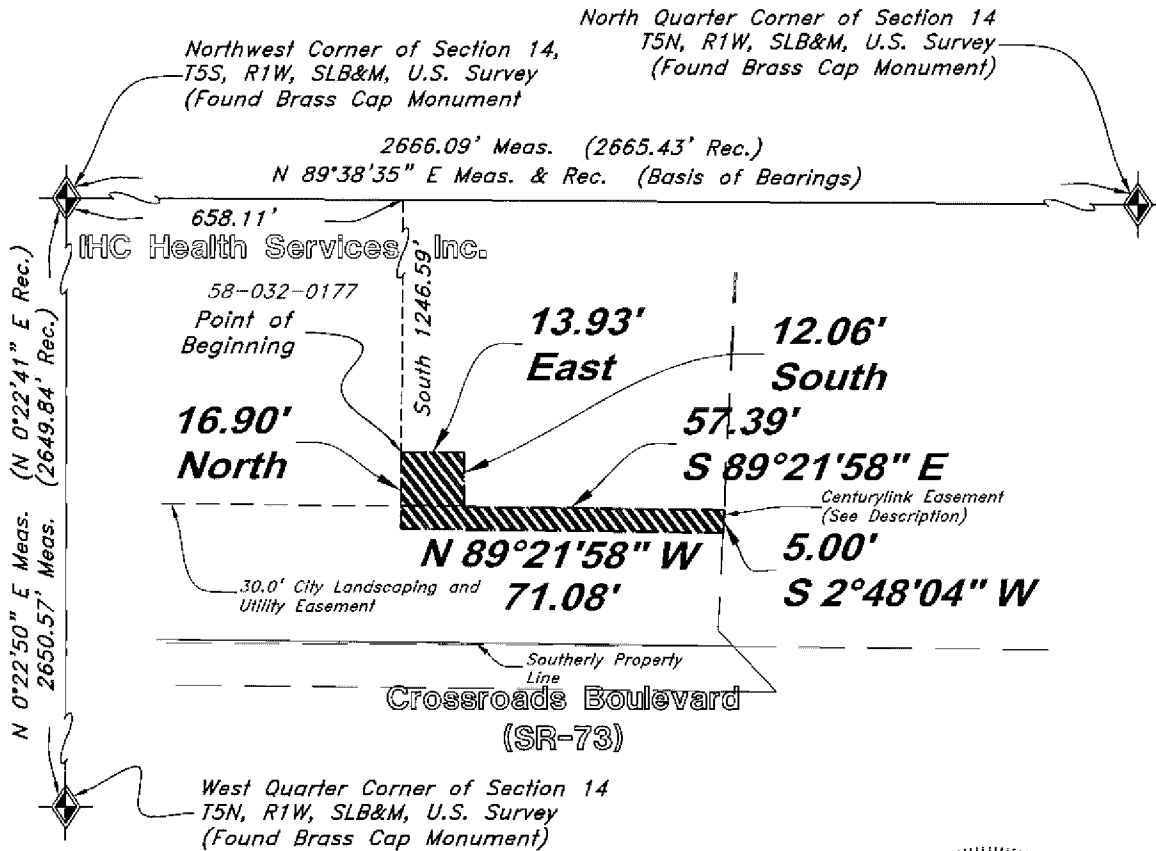 North Quarter Corner of Section 14
T5N, R1W, SLB&M, U.S. Survey
(Found Brass Cap Monument)
Northwest Corner of Section 14,
T5S, R1W, SLB&M, U.S. Survey
(Found Brass Cap Monument
2666.09' Meas. (2665.43' Rec.)
N 89°38'35" E Meas. & Rec. (Basis of Bearings)
658.11'
IHC Health Services, Inc.
58-032-0177
Point of
Beginning
South 1246.59'
13.93'
East
12.06'
South
16.90'
North
57.39'
S 89°21'58" E
Centurylink Easement
(See Description)
N 89°21'58" W
71.08'
5.00'
S 2°48'04" W
30.0' City Landscaping and
Utility Easement
Southerly Property
Line
Crossroads Boulevard
(SR-73)
N 0°22'50" E Meas. (N 0°22'41" E Rec.)
2650.57' Meas. (2649.84' Rec.)
West Quarter Corner of Section 14
T5N, R1W, SLB&M, U.S. Survey
(Found Brass Cap Monument)